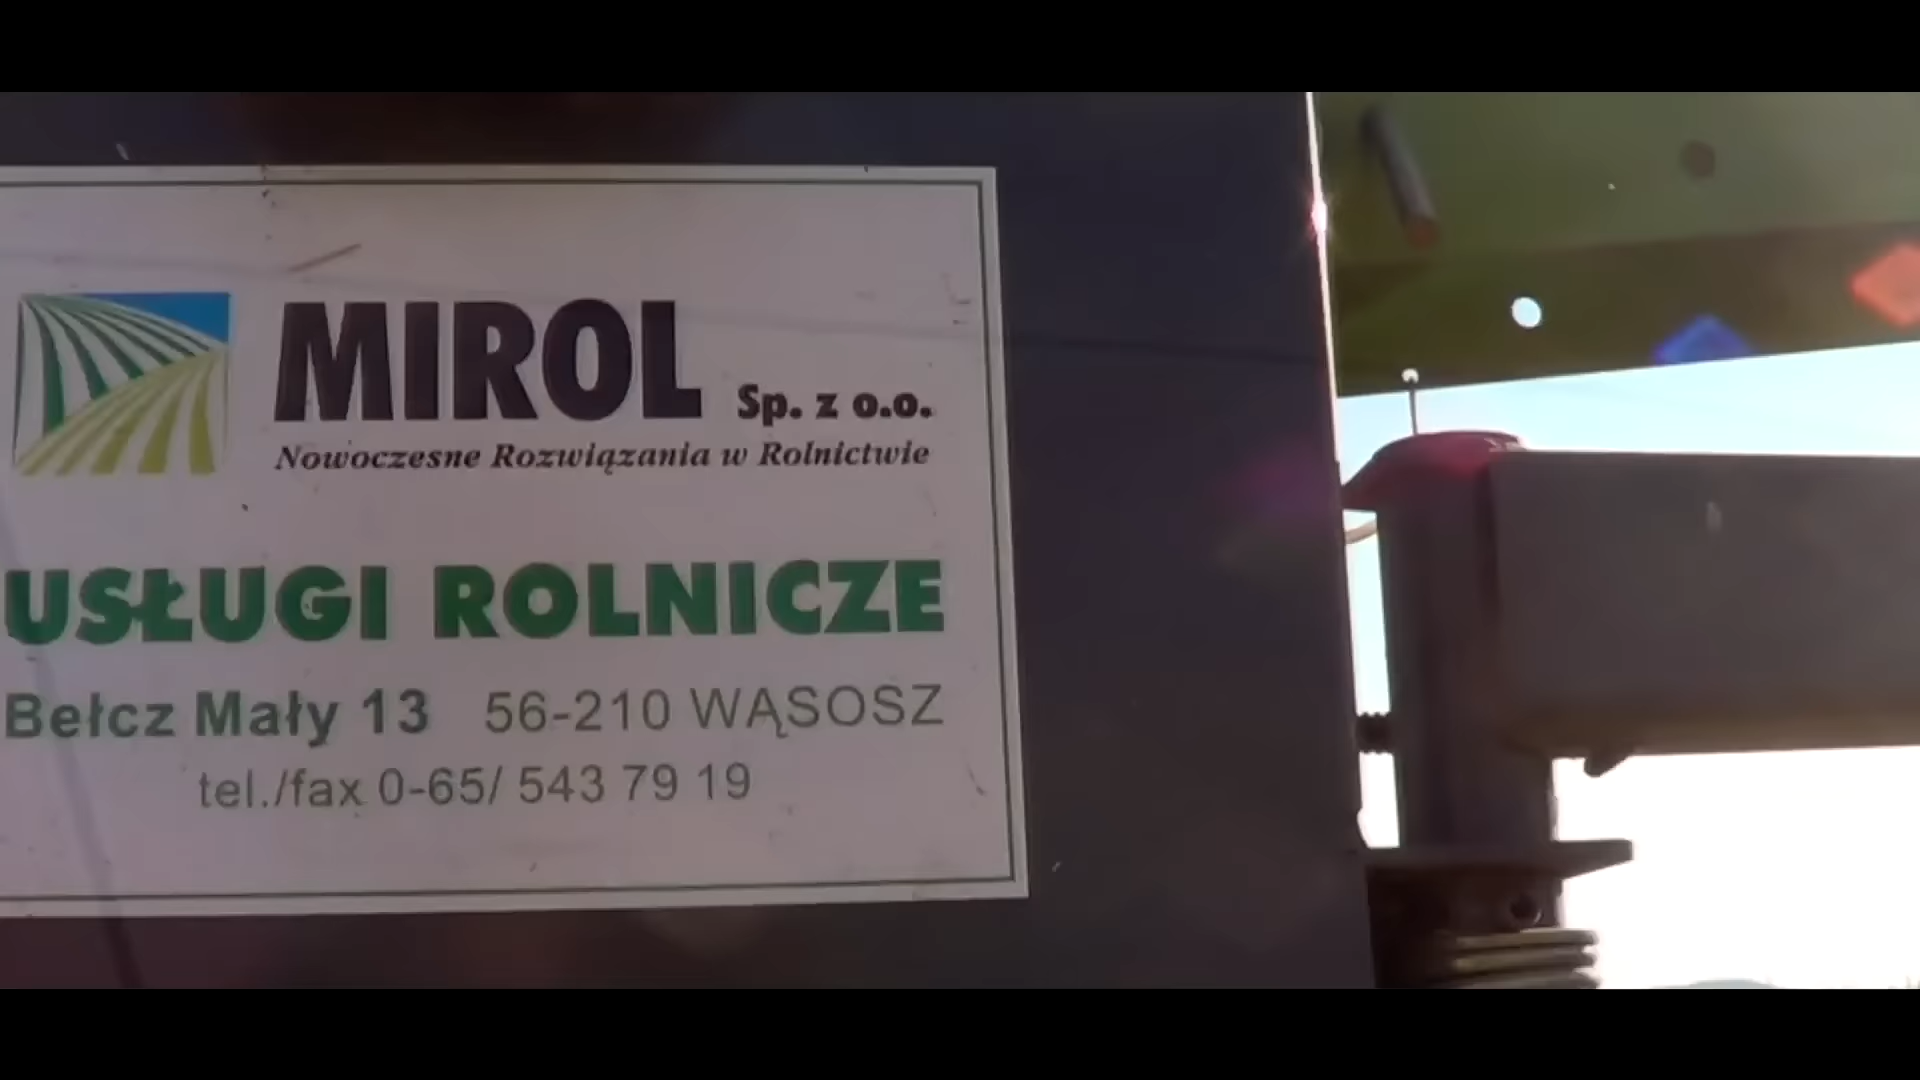 MIROL Sp. z o.o.
Nowoczesne Rozwiązania w Rolnictwie
USŁUGI ROLNICZE
Bełcz Mały 13 56-210 WĄSOSZ
tel./fax 0-65/ 543 79 19